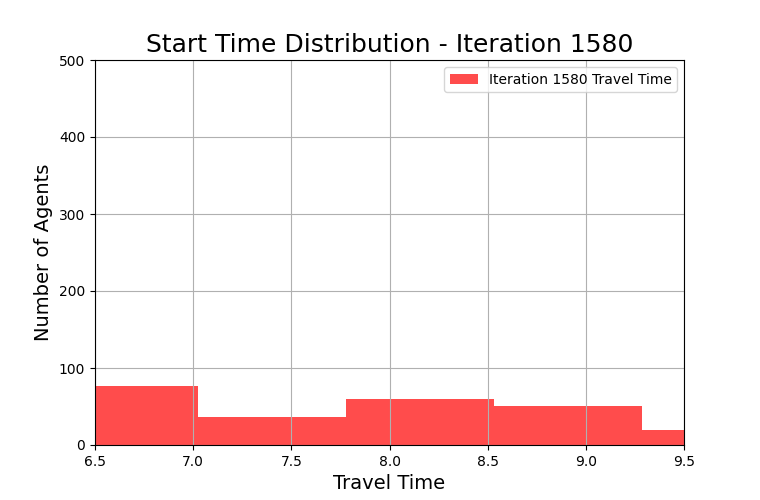 Start Time Distribution - Iteration 1580
Iteration 1580 Travel Time
Number of Agents
500
400
300
200
100
0
6.5 7.0 7.5 8.0 8.5 9.0 9.5
Travel Time